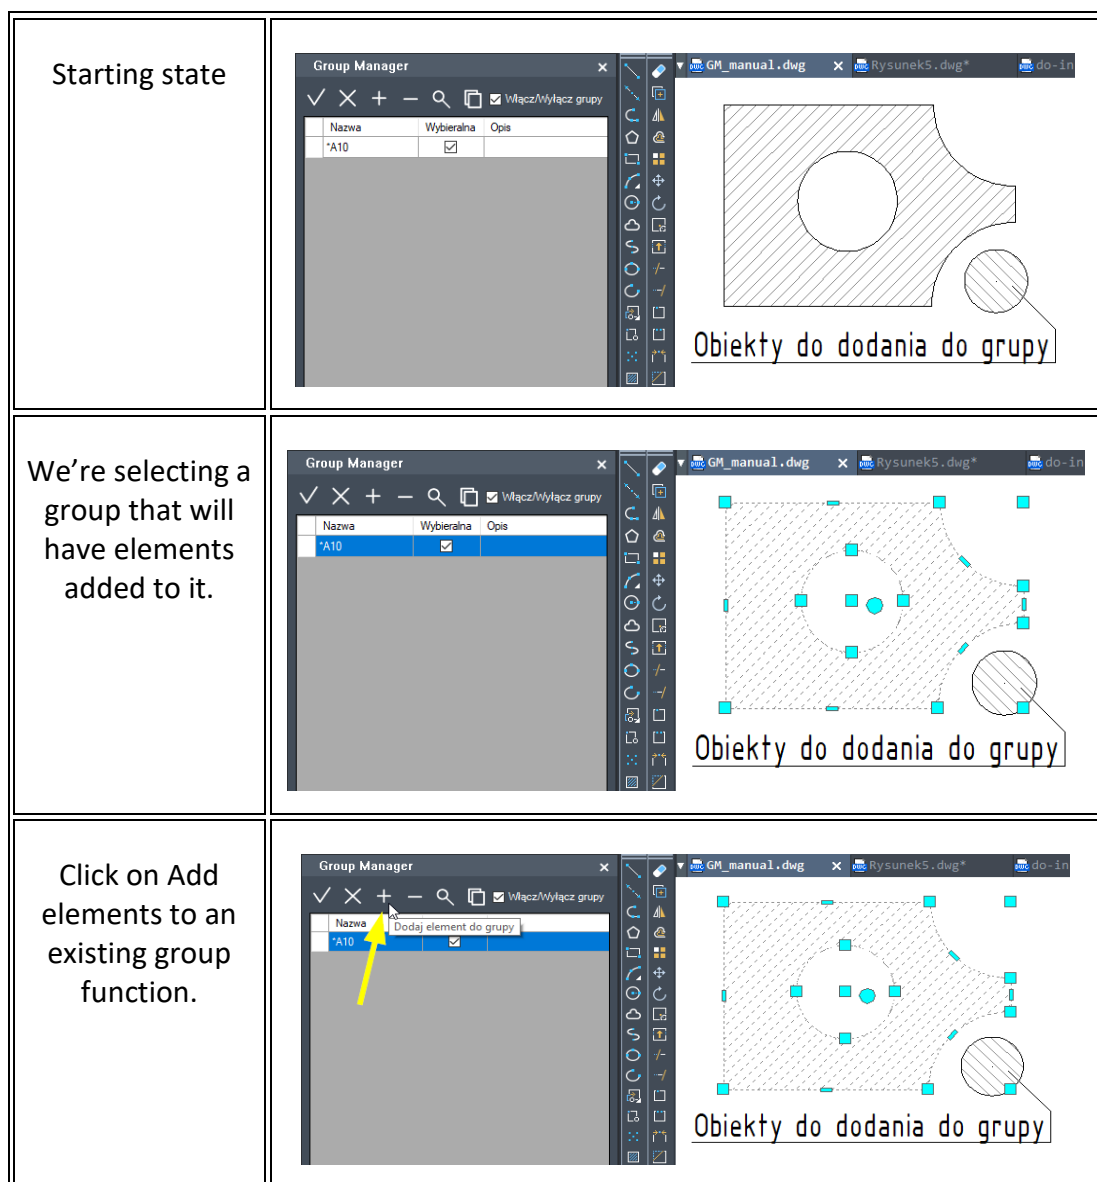 Starting state
Group Manager
GM_manual.dwg
Rysunek5.dwg*
do-in
Włącz/Wyłącz grupy
Nazwa Wybieralna Opis
*A10
Obiekty do dodania do grupy
We’re selecting a
group that will
have elements
added to it.
Group Manager
GM_manual.dwg
Rysunek5.dwg*
do-in
Włącz/Wyłącz grupy
Nazwa Wybieralna Opis
*A10
Obiekty do dodania do grupy
Click on Add
elements to an
existing group
function.
Group Manager
GM_manual.dwg
Rysunek5.dwg*
do-in
Włącz/Wyłącz grupy
Nazwa
Dodaj element do grupy
*A10
Obiekty do dodania do grupy